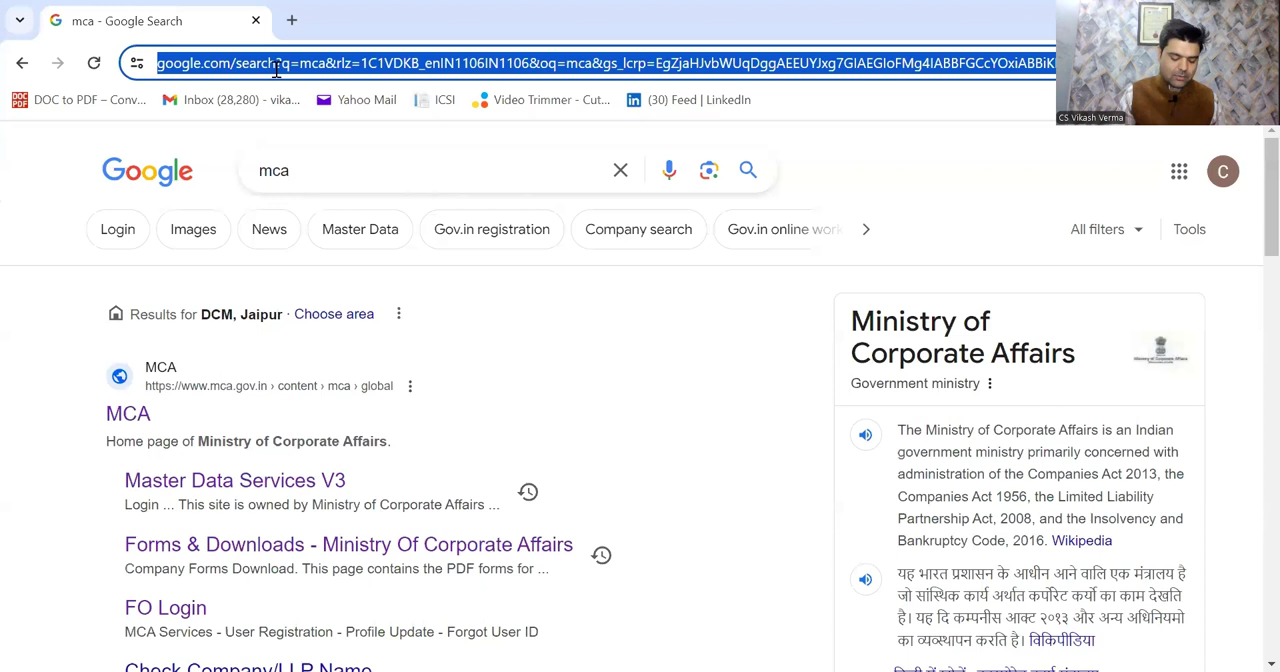 mca - Google Search
google.com/search?q=mca&rlz=1C1VDKB_enIN1106IN1106&oq=mca&gs_lcrp=EgZjaHJvbWUqDggAEEUYJxg7GIAEGIoFMg4IABBFGCcYOxiABBiK
DOC to PDF – Conv...
Inbox (28,280) - vika...
Yahoo Mail
ICSI
Video Trimmer - Cut...
(30) Feed | LinkedIn
CS Vikash Verma
Google
mca
C
Login
Images
News
Master Data
Gov.in registration
Company search
Gov.in online work
All filters
Tools
Results for DCM, Jaipur · Choose area
MCA
https://www.mca.gov.in › content › mca › global
MCA
Home page of Ministry of Corporate Affairs.
Master Data Services V3
Login ... This site is owned by Ministry of Corporate Affairs ...
Forms & Downloads - Ministry Of Corporate Affairs
Company Forms Download. This page contains the PDF forms for ...
FO Login
MCA Services - User Registration - Profile Update - Forgot User ID
Check Company/LLP Name
Ministry of
Corporate Affairs
Government ministry
The Ministry of Corporate Affairs is an Indian
government ministry primarily concerned with
administration of the Companies Act 2013, the
Companies Act 1956, the Limited Liability
Partnership Act, 2008, and the Insolvency and
Bankruptcy Code, 2016. Wikipedia
यह भारत प्रशासन के आधीन आने वालि एक मंत्रालय है
जो सांस्थिक कार्य अर्थात कर्पोरेट कर्यो का काम देखति
है। यह दि कम्पनीस आक्ट २०१३ और अन्य अधिनियमो
का व्यव्स्थापन करति है। विकिपीडिया